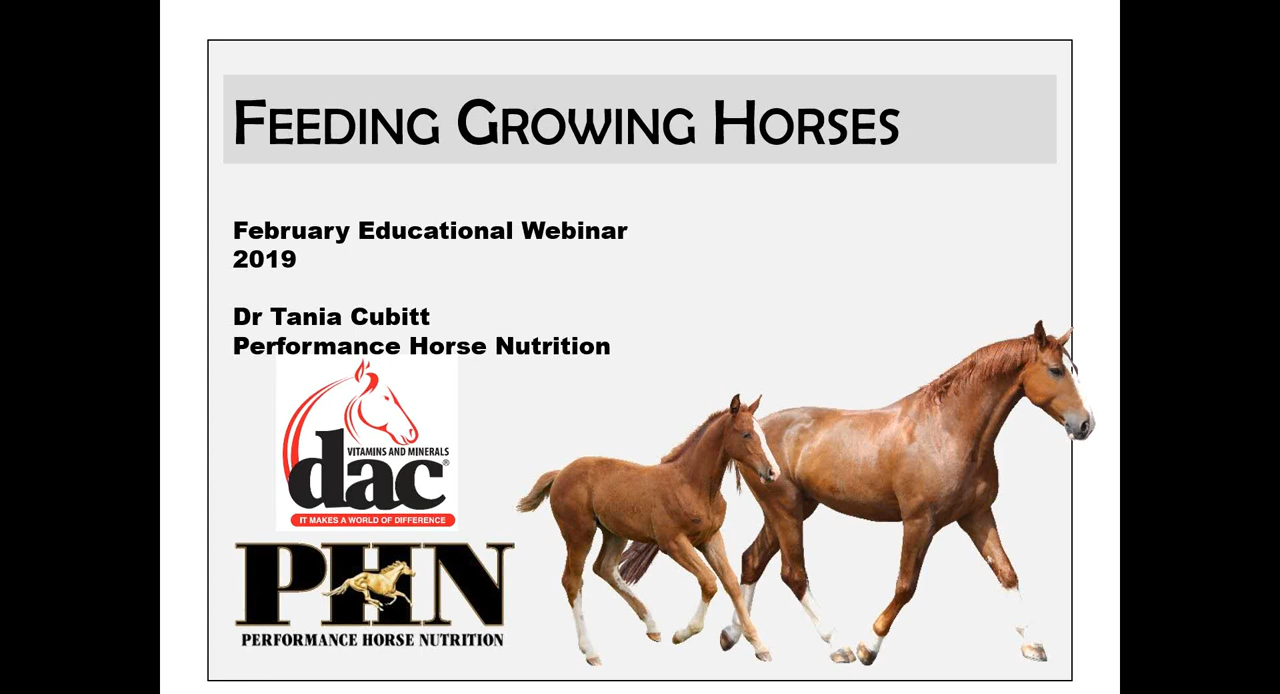 FEEDING GROWING HORSES
February Educational Webinar
2019
Dr Tania Cubitt
Performance Horse Nutrition
VITAMINS AND MINERALS
dac®
IT MAKES A WORLD OF DIFFERENCE
PHN
PERFORMANCE HORSE NUTRITION